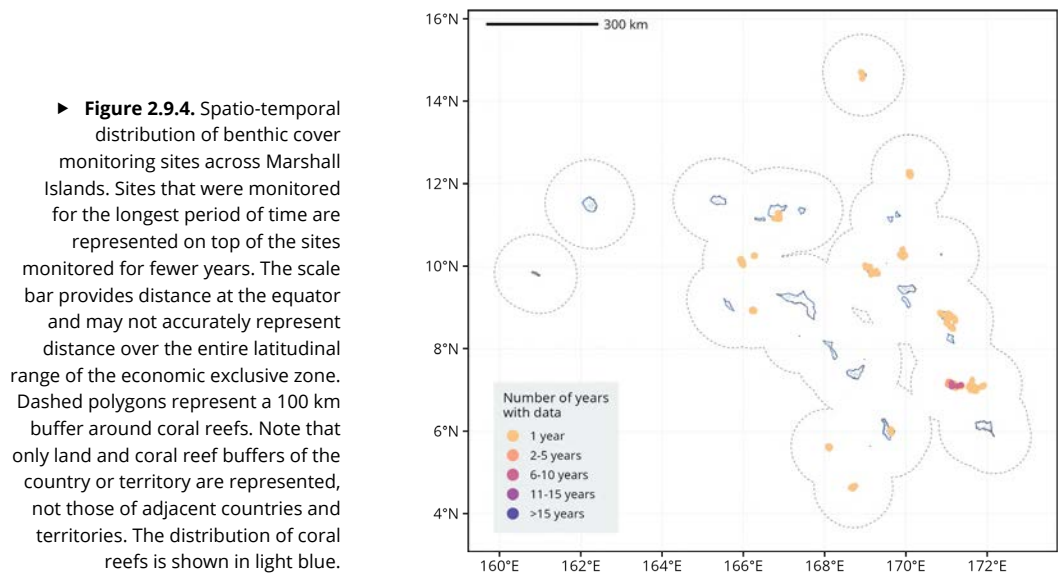 ► Figure 2.9.4. Spatio-temporal
distribution of benthic cover
monitoring sites across Marshall
Islands. Sites that were monitored
for the longest period of time are
represented on top of the sites
monitored for fewer years. The scale
bar provides distance at the equator
and may not accurately represent
distance over the entire latitudinal
range of the economic exclusive zone.
Dashed polygons represent a 100 km
buffer around coral reefs. Note that
only land and coral reef buffers of the
country or territory are represented,
not those of adjacent countries and
territories. The distribution of coral
reefs is shown in light blue.
300 km
16°N
14°N
12°N
10°N
8°N
6°N
4°N
Number of years
with data
1 year
2-5 years
6-10 years
11-15 years
>15 years
160°E 162°E 164°E 166°E 168°E 170°E 172°E